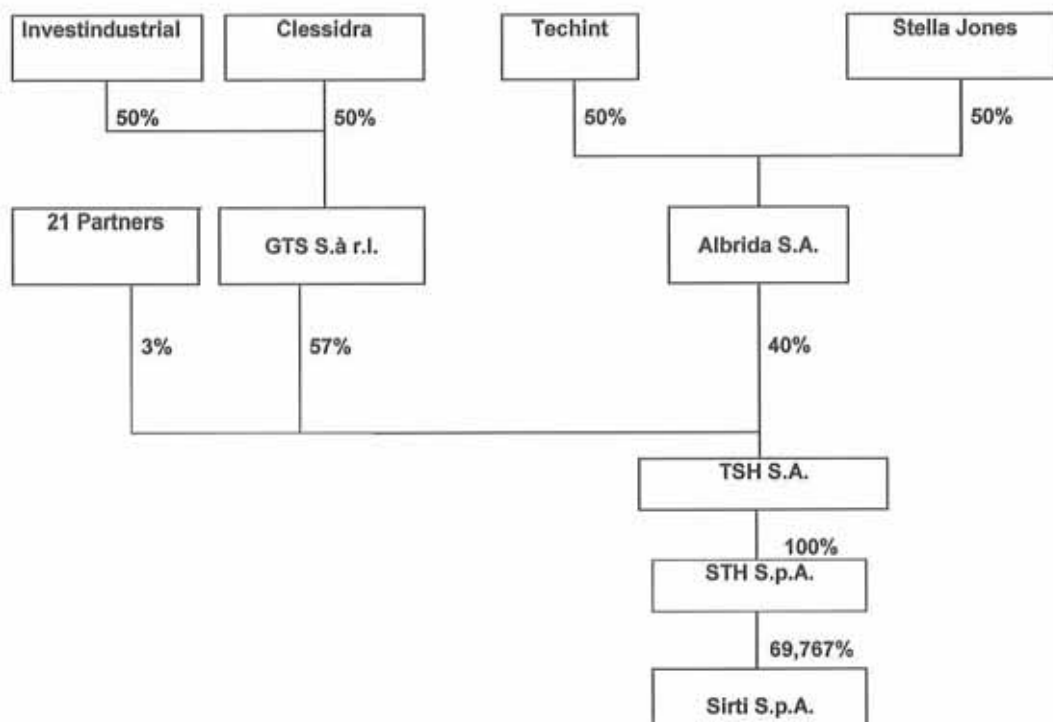 Investindustrial
Clessidra
Techint
Stella Jones
50%
50%
50%
50%
21 Partners
GTS S.à r.l.
Albrida S.A.
3%
57%
40%
TSH S.A.
100%
STH S.p.A.
69,767%
Sirti S.p.A.